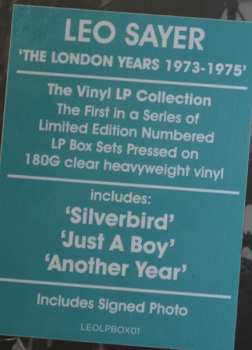 LEO SAYER
'THE LONDON YEARS 1973-1975'
The Vinyl LP Collection
The First in a Series of
Limited Edition Numbered
LP Box Sets Pressed on
180G clear heavyweight vinyl
includes:
'Silverbird'
'Just A Boy'
'Another Year'
Includes Signed Photo
LEOLPBOX01